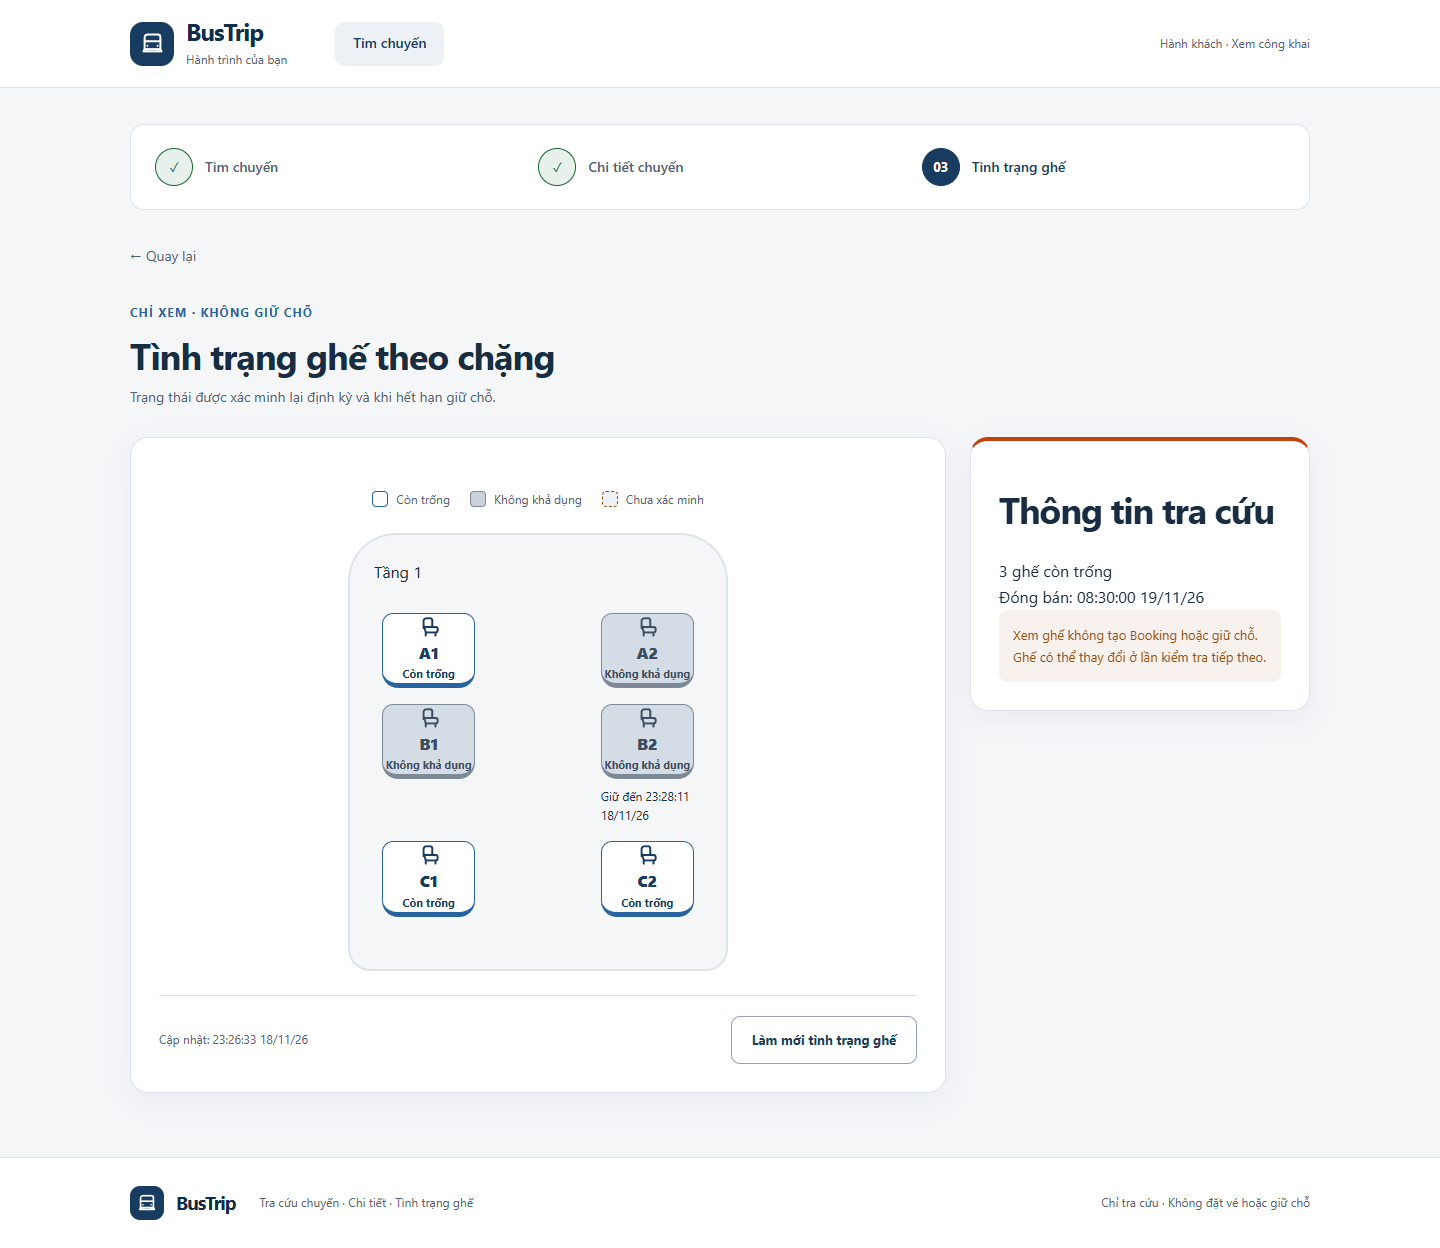 BusTrip
Hành trình của bạn
Tìm chuyến
Hành khách · Xem công khai
✓ Tìm chuyến
✓ Chi tiết chuyến
03 Tình trạng ghế
← Quay lại
CHỈ XEM · KHÔNG GIỮ CHỖ
Tình trạng ghế theo chặng
Trạng thái được xác minh lại định kỳ và khi hết hạn giữ chỗ.
Còn trống
Không khả dụng
Chưa xác minh
Tầng 1
A1
Còn trống
A2
Không khả dụng
B1
Không khả dụng
B2
Không khả dụng
Giữ đến 23:28:11
18/11/26
C1
Còn trống
C2
Còn trống
Cập nhật: 23:26:33 18/11/26
Làm mới tình trạng ghế
Thông tin tra cứu
3 ghế còn trống
Đóng bán: 08:30:00 19/11/26
Xem ghế không tạo Booking hoặc giữ chỗ.
Ghế có thể thay đổi ở lần kiểm tra tiếp theo.
BusTrip
Tra cứu chuyến · Chi tiết · Tình trạng ghế
Chỉ tra cứu · Không đặt vé hoặc giữ chỗ